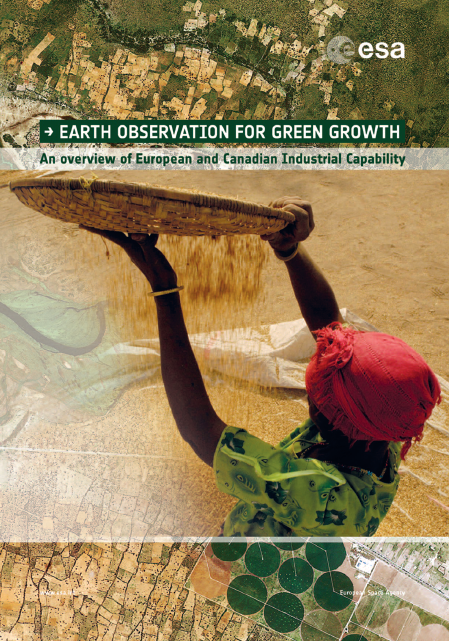 esa
→ EARTH OBSERVATION FOR GREEN GROWTH
An overview of European and Canadian Industrial Capability
European Space Agency